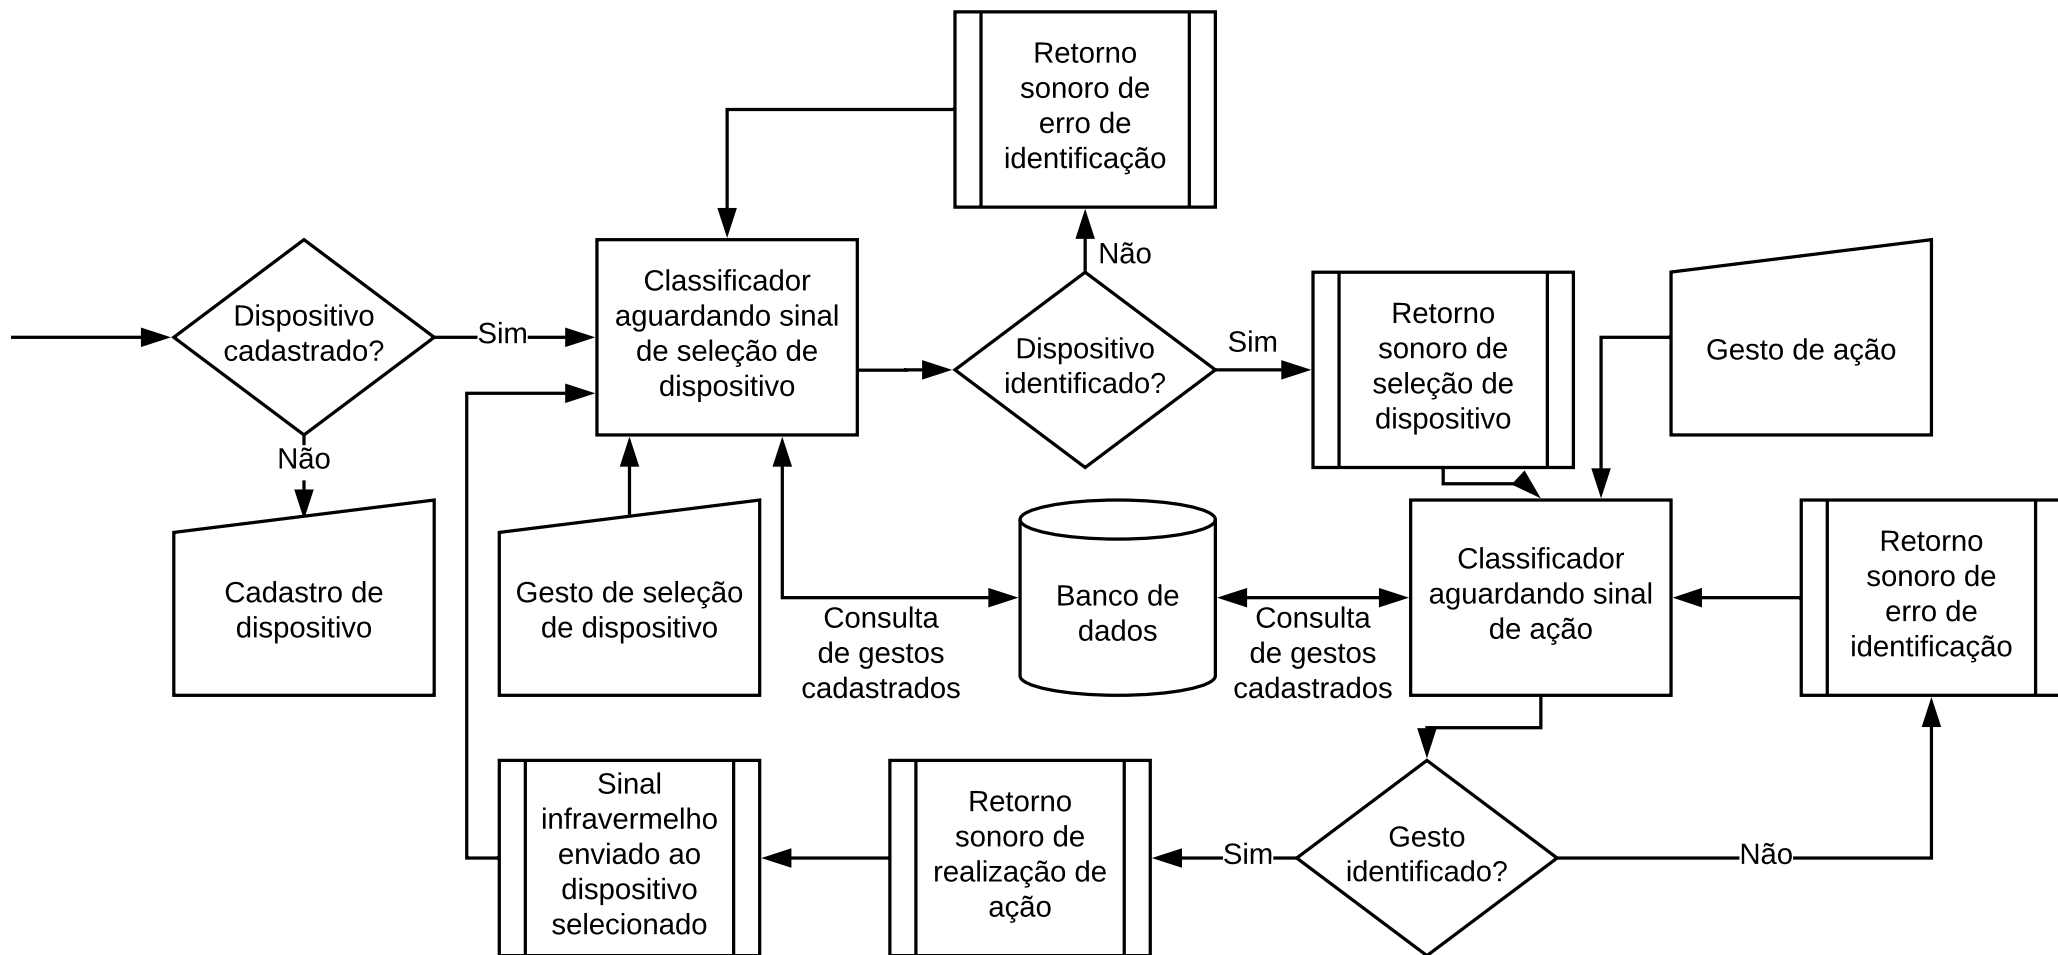 Retorno
sonoro de
erro de
identificação
Não
Dispositivo
cadastrado?
Sim
Classificador
aguardando sinal
de seleção de
dispositivo
Dispositivo
identificado?
Sim
Retorno
sonoro de
seleção de
dispositivo
Gesto de ação
Não
Cadastro de
dispositivo
Gesto de seleção
de dispositivo
Consulta
de gestos
cadastrados
Banco de
dados
Consulta
de gestos
cadastrados
Classificador
aguardando sinal
de ação
Retorno
sonoro de
erro de
identificação
Sinal
infravermelho
enviado ao
dispositivo
selecionado
Retorno
sonoro de
realização de
ação
Sim
Gesto
identificado?
Não